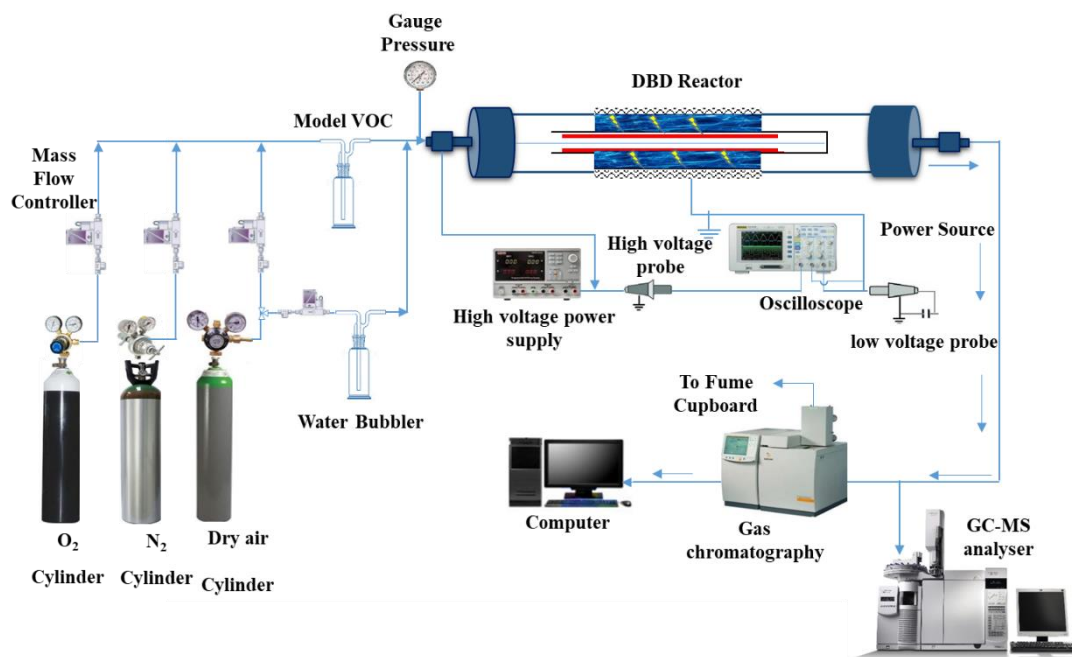 Gauge
Pressure
DBD Reactor
Model VOC
Mass
Flow
Controller
High voltage
probe
Power Source
Oscilloscope
High voltage power
supply
low voltage probe
To Fume
Cupboard
Water Bubbler
Computer
Gas
chromatography
GC-MS
analyser
O₂
Cylinder
N₂
Cylinder
Dry air
Cylinder